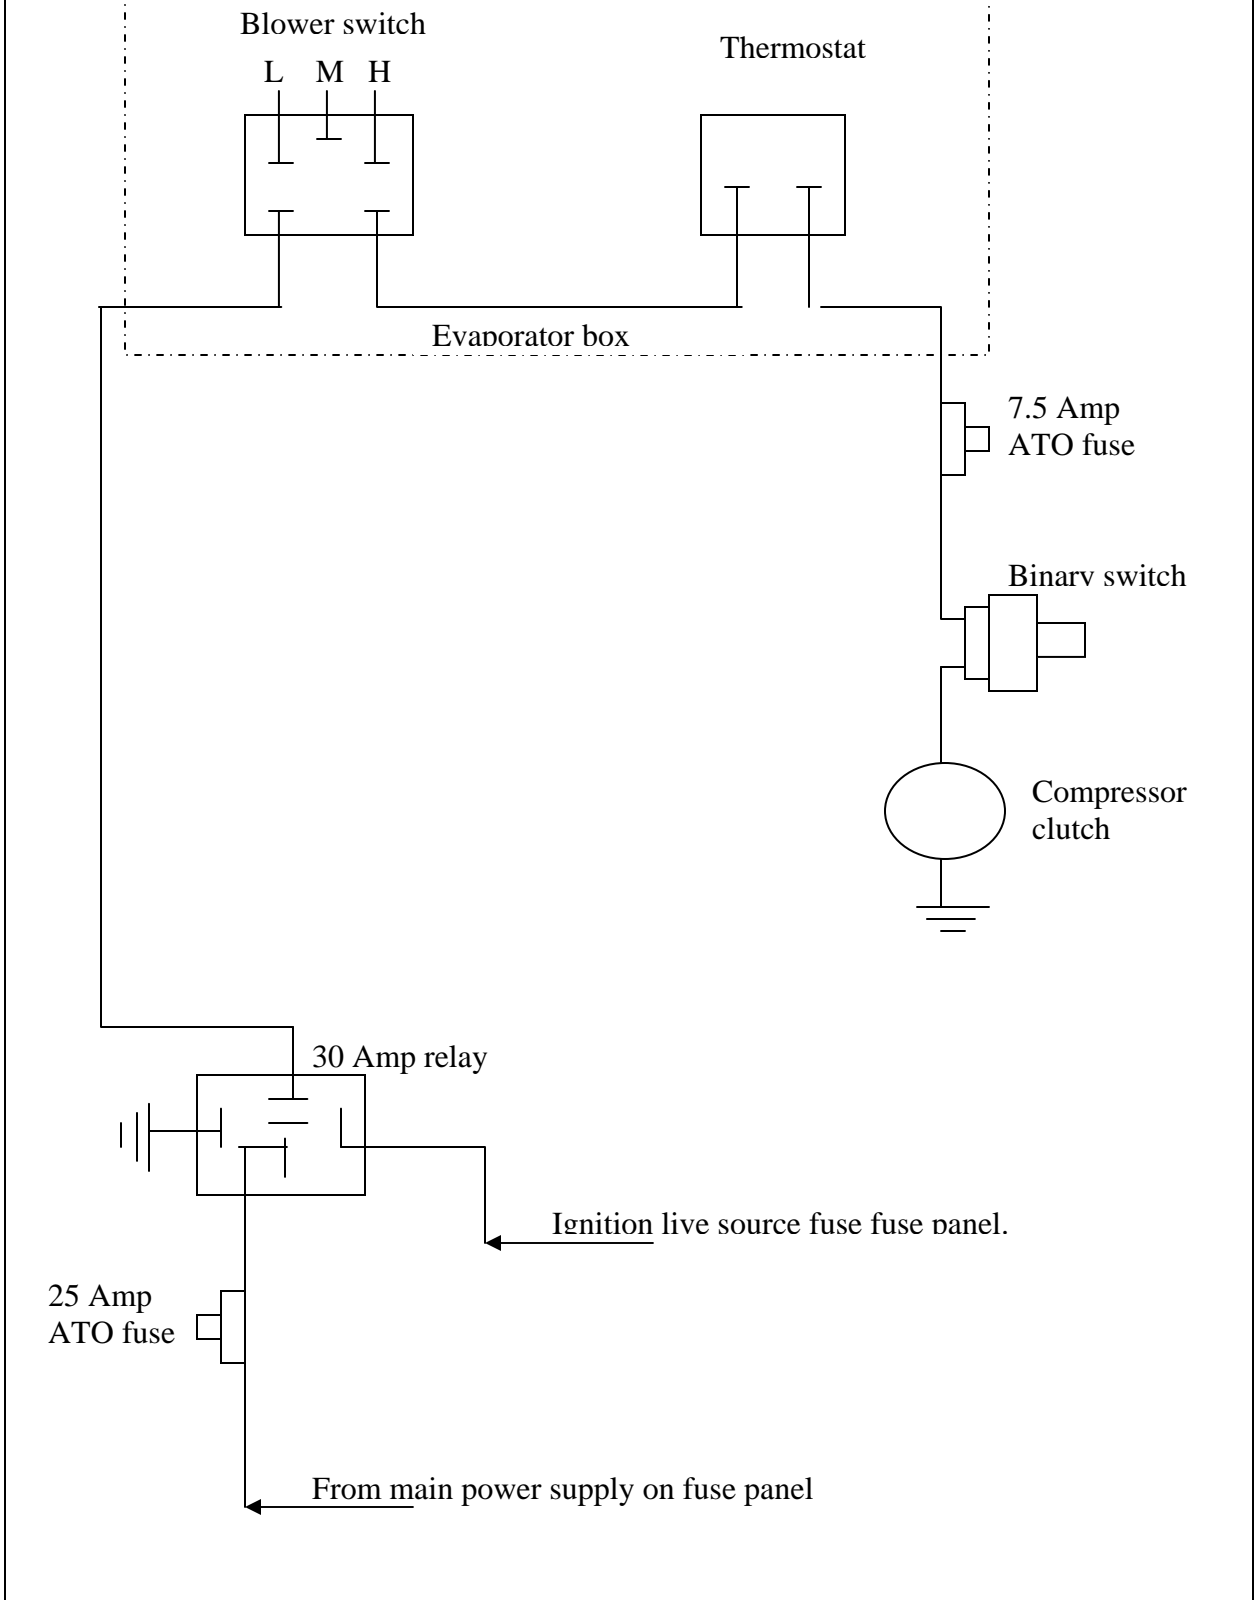 Blower switch
Thermostat
L M H
Evaporator box
7.5 Amp
ATO fuse
Binary switch
Compressor
clutch
30 Amp relay
Ignition live source fuse fuse panel.
25 Amp
ATO fuse
From main power supply on fuse panel